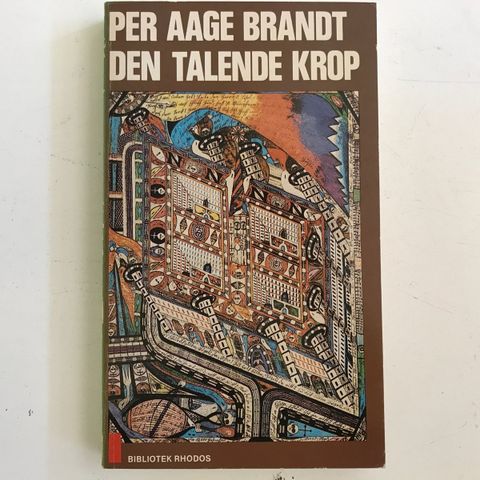 PER AAGE BRANDT
DEN TALENDE KROP
BIBLIOTEK RHODOS